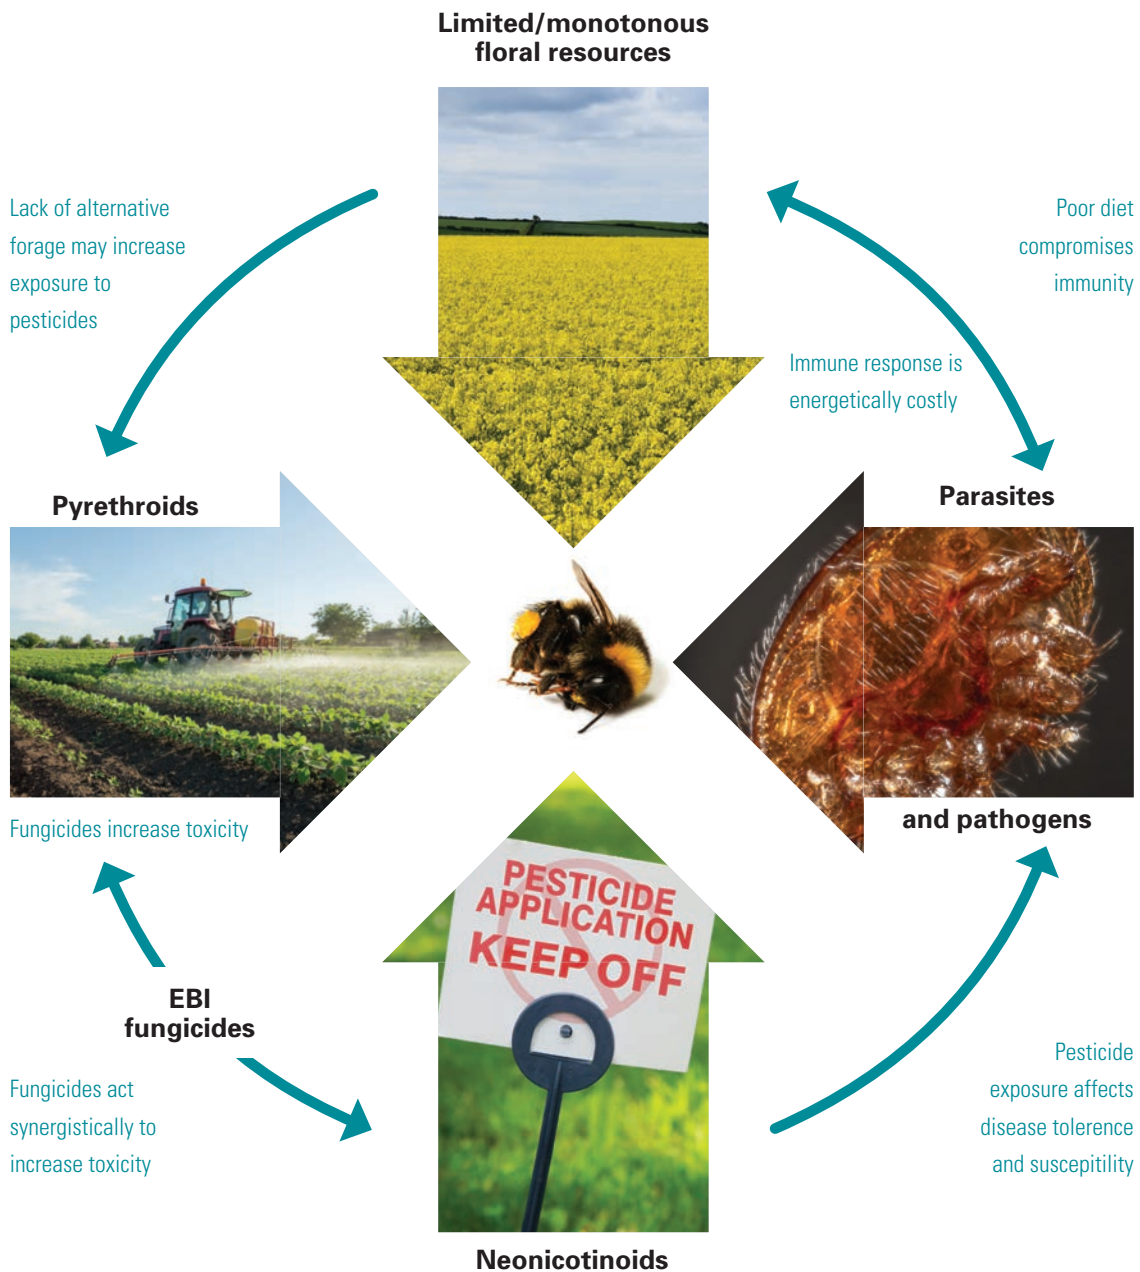 Limited/monotonous
floral resources
Lack of alternative
forage may increase
exposure to
pesticides
Poor diet
compromises
immunity
Immune response is
energetically costly
Pyrethroids
Parasites
and pathogens
Fungicides increase toxicity
PESTICIDE
APPLICATION
KEEP OFF
EBI
fungicides
Fungicides act
synergistically to
increase toxicity
Pesticide
exposure affects
disease tolerence
and suscepitility
Neonicotinoids